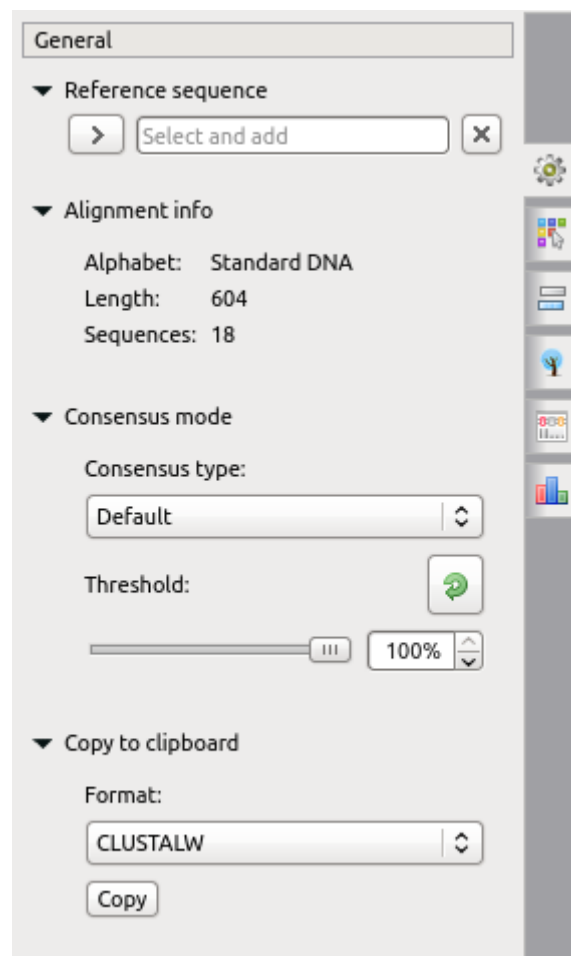 General
Reference sequence
Select and add
Alignment info
Alphabet: Standard DNA
Length: 604
Sequences: 18
Consensus mode
Consensus type:
Default
Threshold:
100%
Copy to clipboard
Format:
CLUSTALW
Copy